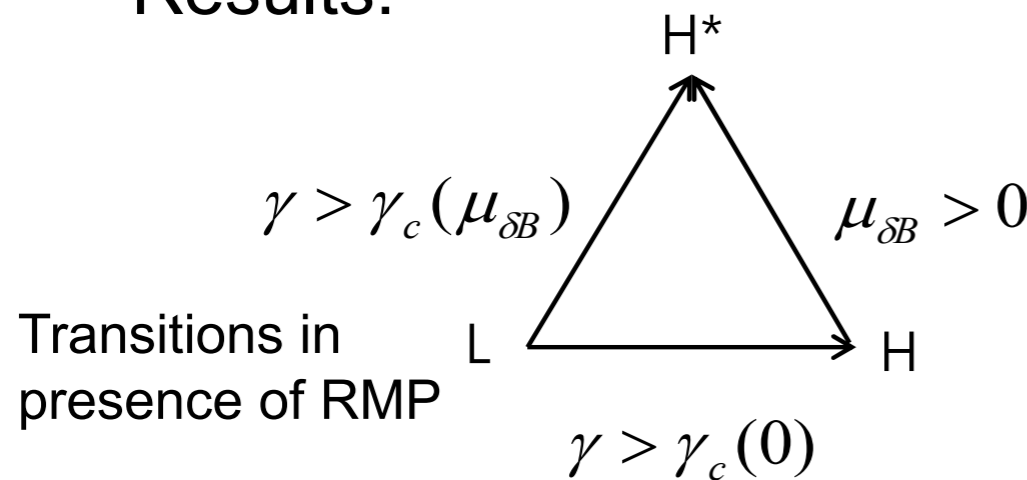 Results:
H*
γ > γ_c(μ_δB)
μ_δB > 0
Transitions in
presence of RMP
L
H
γ > γ_c(0)